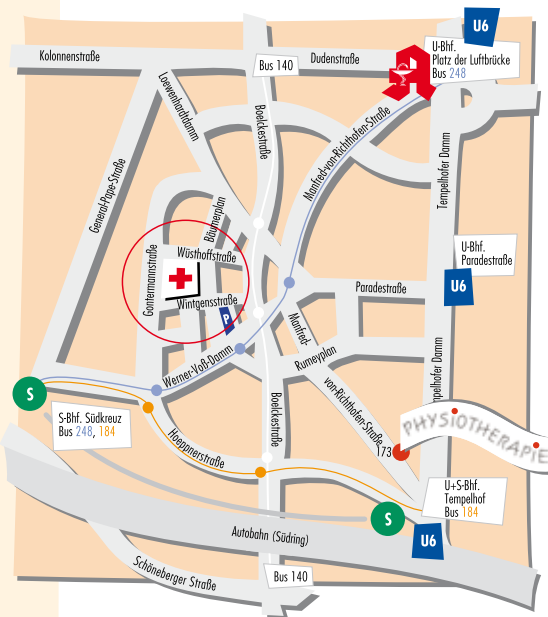 U6
U-Bhf.
Platz der Luftbrücke
Bus 248
Kolonnenstraße
Bus 140
Dudenstraße
Loewenhardtdamm
Boelckestraße
Manfred-von-Richthofen-Straße
Tempelhofer Damm
General-Pape-Straße
Bäumerplan
U-Bhf.
Paradestraße
U6
Gontermannstraße
Wüsthoffstraße
Wintgensstraße
P
Paradestraße
Manfred-
von-Richthofen-Straße
Rumeyplan
Werner-Voß-Damm
Tempelhofer Damm
S
S-Bhf. Südkreuz
Bus 248, 184
Hoeppnerstraße
Boelckestraße
173
PHYSIOTHERAPIE
U+S-Bhf.
Tempelhof
Bus 184
S
U6
Autobahn (Südring)
Schöneberger Straße
Bus 140